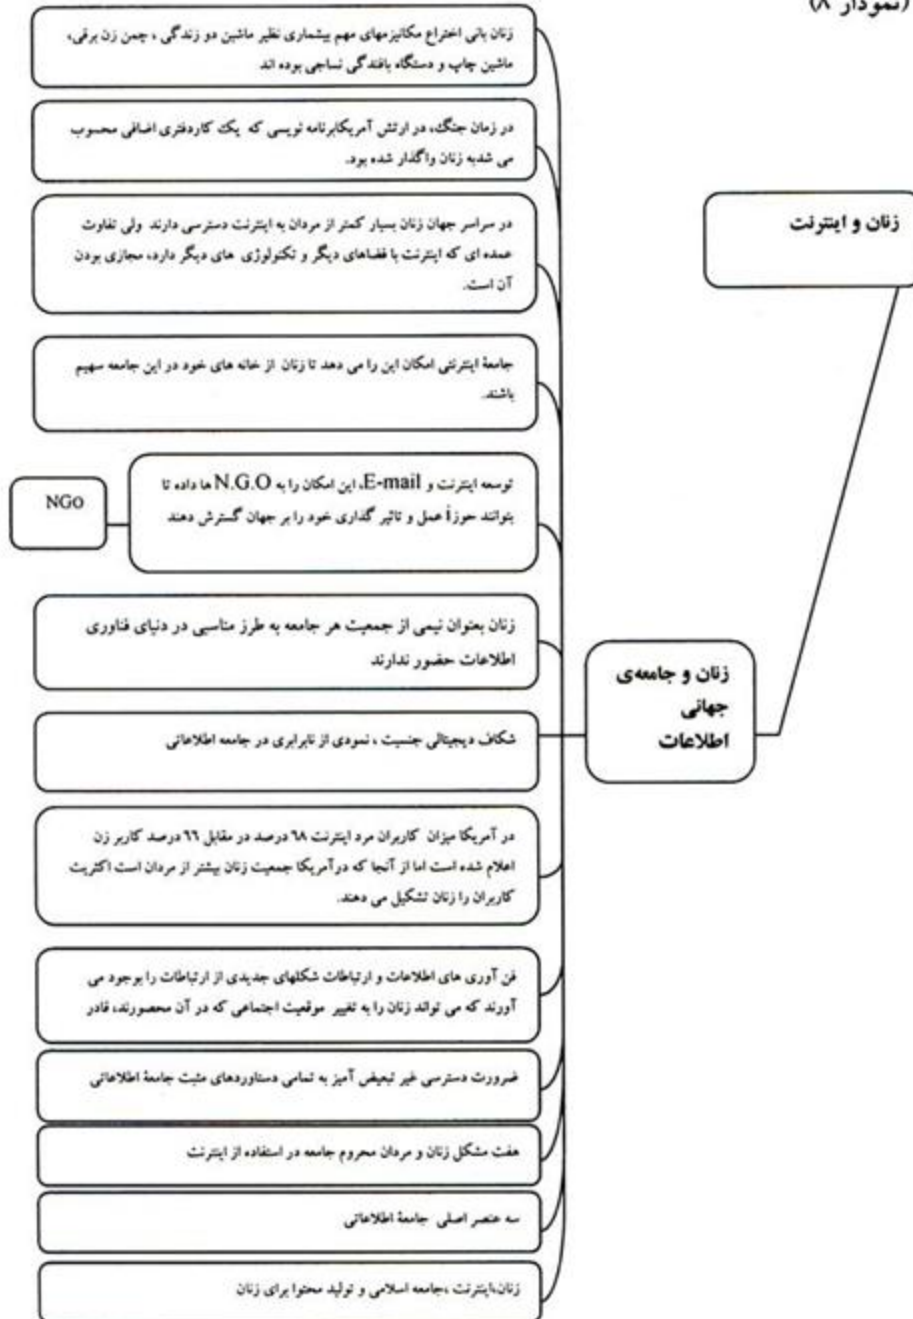 (نمودار ۸)
زنان و اینترنت
زنان و جامعه‌ی
جهانی
اطلاعات
زنان بانی اختراع مکانیزمهای مهم بیشماری نظیر ماشین دو زندگی ، چمن زن برقی،
ماشین چاپ و دستگاه بافندگی نساجی بوده اند
در زمان جنگ، در ارتش آمریکابرنامه نویسی که یک کاردفتری اضافی محسوب
می شدبه زنان واگذار شده بود.
در سراسر جهان زنان بسیار کمتر از مردان به اینترنت دسترسی دارند ولی تفاوت
عمده ای که اینترنت با فضاهای دیگر و تکنولوژی های دیگر دارد، مجازی بودن
آن است.
جامعهٔ اینترنتی امکان این را می دهد تا زنان از خانه های خود در این جامعه سهیم
باشند.
توسعه اینترنت و E-mail، این امکان را به N.G.O ها داده تا
بتوانند حوزأ عمل و تاثیر گذاری خود را بر جهان گسترش دهند
NGO
زنان بعنوان نیمی از جمعیت هر جامعه به طرز مناسبی در دنیای فناوری
اطلاعات حضور ندارند
شکاف دیجیتالی جنسیت ، نمودی از نابرابری در جامعه اطلاعاتی
در آمریکا میزان کاربران مرد اینترنت ٦٨ درصد در مقابل ٦٦ درصد کاربر زن
اعلام شده است اما از آنجا که درآمریکا جمعیت زنان بیشتر از مردان است اکثریت
کاربران را زنان تشکیل می دهند.
فن آوری های اطلاعات و ارتباطات شکلهای جدیدی از ارتباطات را بوجود می
آورند که می تواند زنان را به تغییر موقعیت اجتماعی که در آن محصورند، قادر
ضرورت دسترسی غیر تبعیض آمیز به تمامی دستاوردهای مثبت جامعهٔ اطلاعاتی
هفت مشکل زنان و مردان محروم جامعه در استفاده از اینترنت
سه عنصر اصلی جامعهٔ اطلاعاتی
زنان،اینترنت ،جامعه اسلامی و تولید محتوا برای زنان